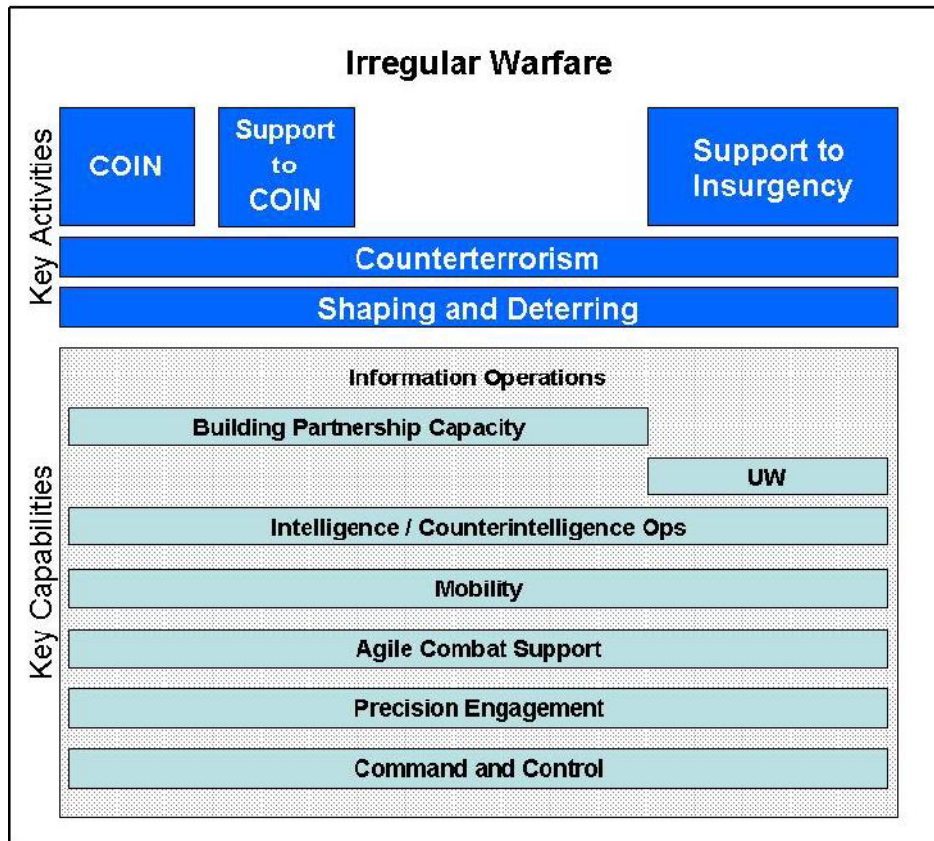 Irregular Warfare
Key Activities
COIN
Support
to
COIN
Support to
Insurgency
Counterterrorism
Shaping and Deterring
Key Capabilities
Information Operations
Building Partnership Capacity
UW
Intelligence / Counterintelligence Ops
Mobility
Agile Combat Support
Precision Engagement
Command and Control